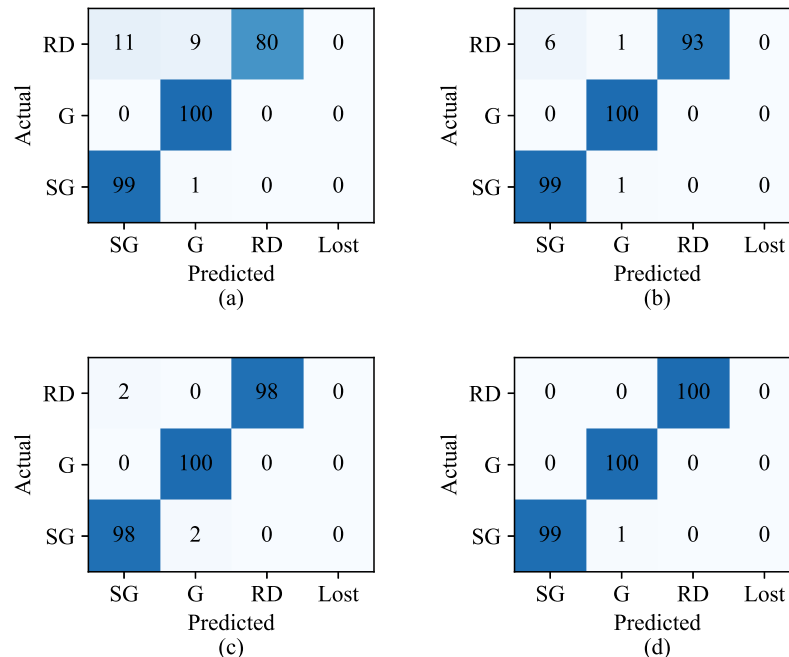 RD 11 9 80 0
G 0 100 0 0
SG 99 1 0 0
Actual
SG G RD Lost
Predicted
(a)
RD 6 1 93 0
G 0 100 0 0
SG 99 1 0 0
Actual
SG G RD Lost
Predicted
(b)
RD 2 0 98 0
G 0 100 0 0
SG 98 2 0 0
Actual
SG G RD Lost
Predicted
(c)
RD 0 0 100 0
G 0 100 0 0
SG 99 1 0 0
Actual
SG G RD Lost
Predicted
(d)